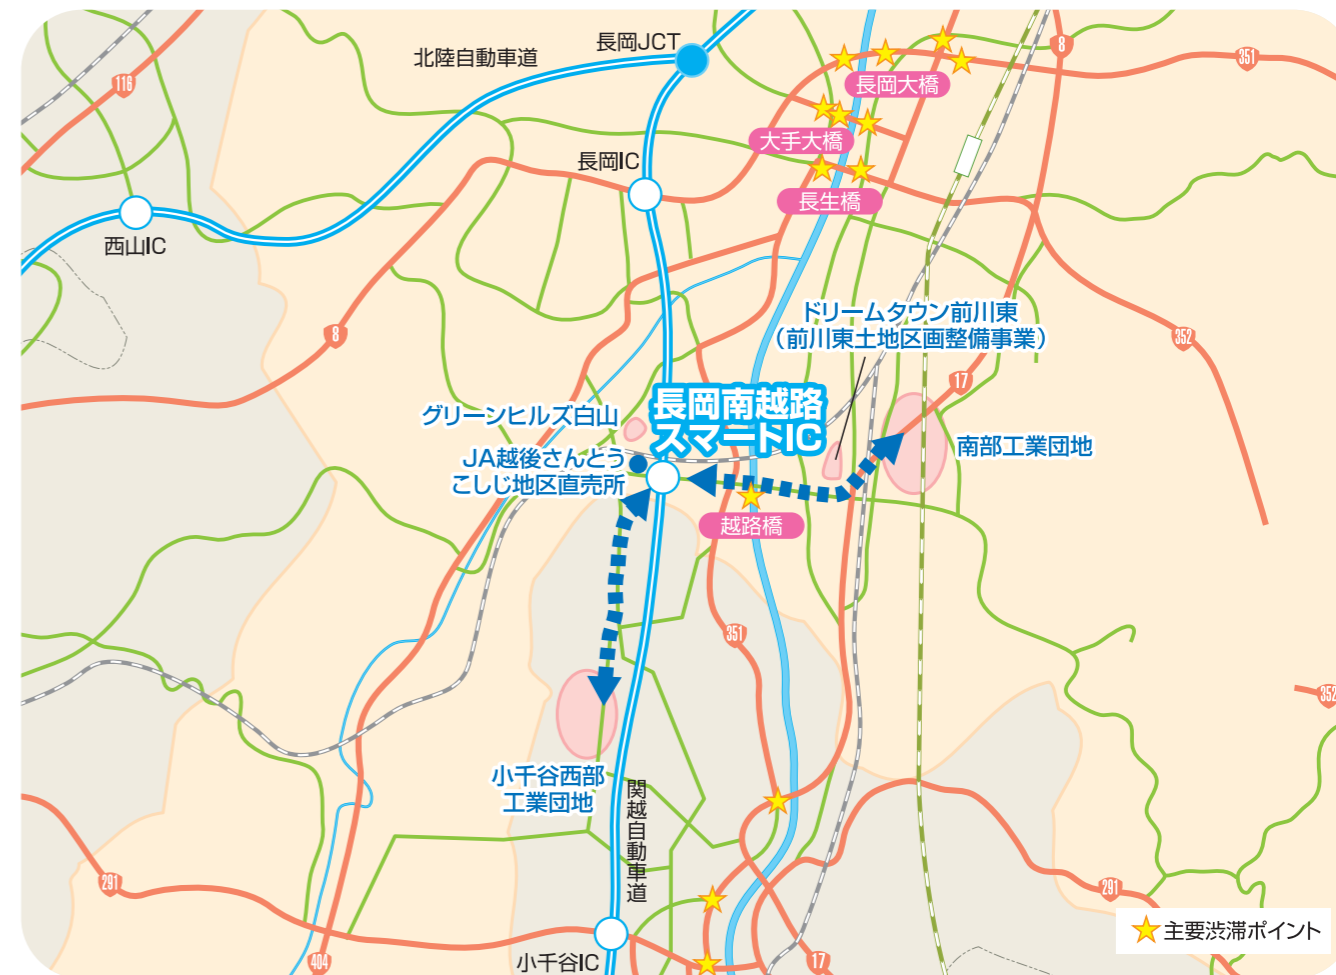 北陸自動車道
長岡JCT
8
351
116
長岡大橋
大手大橋
長岡IC
長生橋
西山IC
ドリームタウン前川東
（前川東土地区画整備事業）
8
352
17
グリーンヒルズ白山
長岡南越路
スマートIC
JA越後さんとう
こしじ地区直売所
南部工業団地
越路橋
351
352
小千谷西部
工業団地
関越自動車道
291
291
404
小千谷IC
17
主要渋滞ポイント